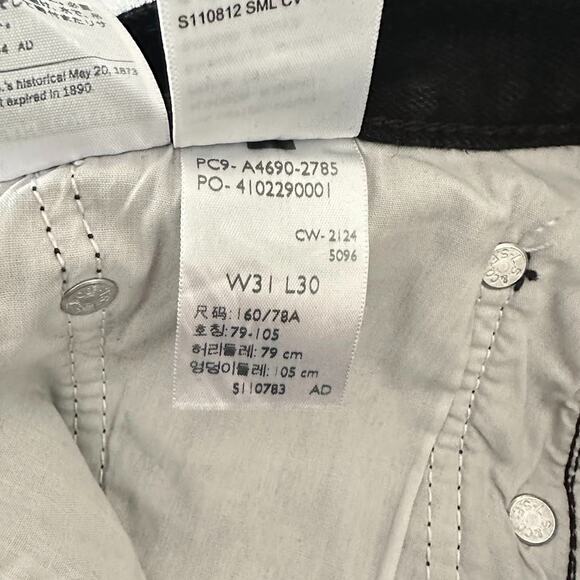 64 AD
.'s historical May 20, 1873
t expired in 1890.
S110812 SML CV
PC9- A4690-2785
PO- 4102290001
CW- 2124
5096
W31 L30
尺码: 160/78A
호칭: 79-105
허리둘레: 79 cm
엉덩이둘레: 105 cm
S110783 AD